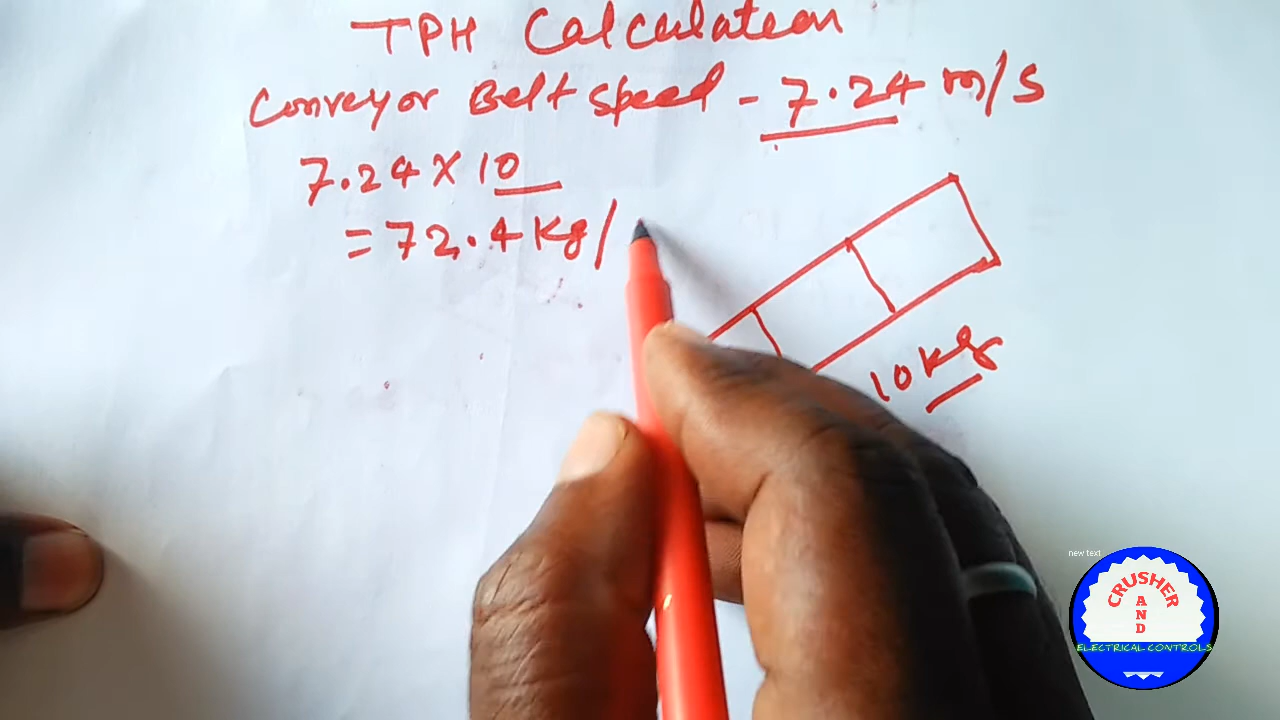 TPH Calculation
Conveyor Belt speed - 7.24 m/s
7.24 x 10
= 72.4 kg/
10 kg
new text
CRUSHER
AND
ELECTRICAL CONTROLS